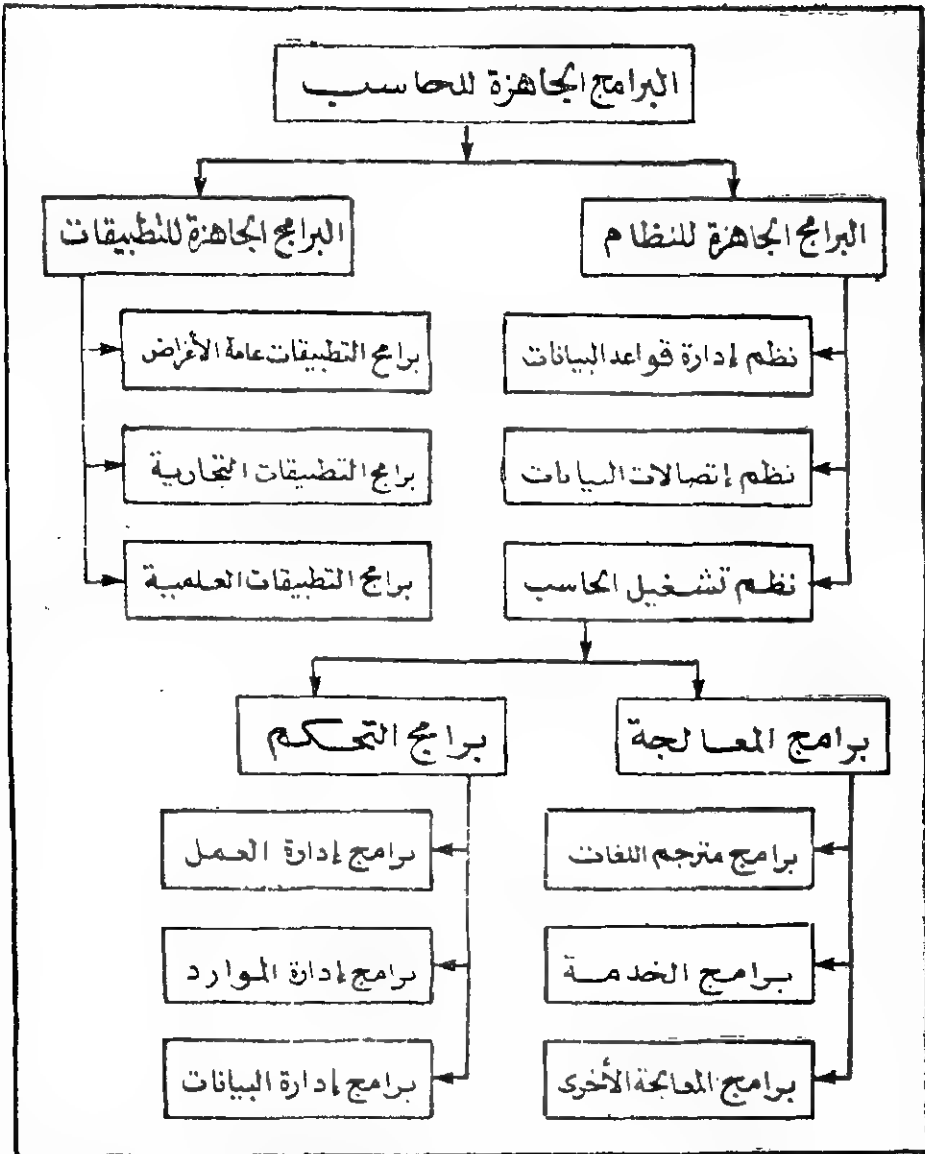 البرامج الجاهزة للحاسب
البرامج الجاهزة للنظام
البرامج الجاهزة للتطبيقات
نظم إدارة قواعد البيانات
برامج التطبيقات عامة الأغراض
نظم إتصالات البيانات
برامج التطبيقات التجارية
نظم تشغيل الحاسب
برامج التطبيقات العلمية
برامج المعالجة
برامج التحكم
برامج مترجم اللغات
برامج إدارة العمل
برامج الخدمة
برامج إدارة الموارد
برامج المعالجة الأخرى
برامج إدارة البيانات